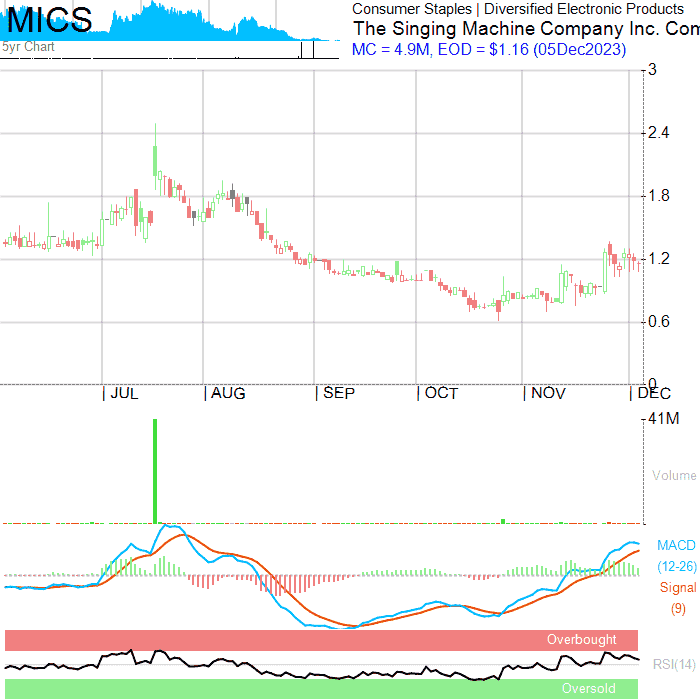 MICS
5yr Chart
Consumer Staples | Diversified Electronic Products
The Singing Machine Company Inc. Com
MC = 4.9M, EOD = $1.16 (05Dec2023)
3
2.4
1.8
1.2
0.6
0
JUL AUG SEP OCT NOV DEC
41M
Volume
MACD
(12-26)
Signal
(9)
Overbought
RSI(14)
Oversold